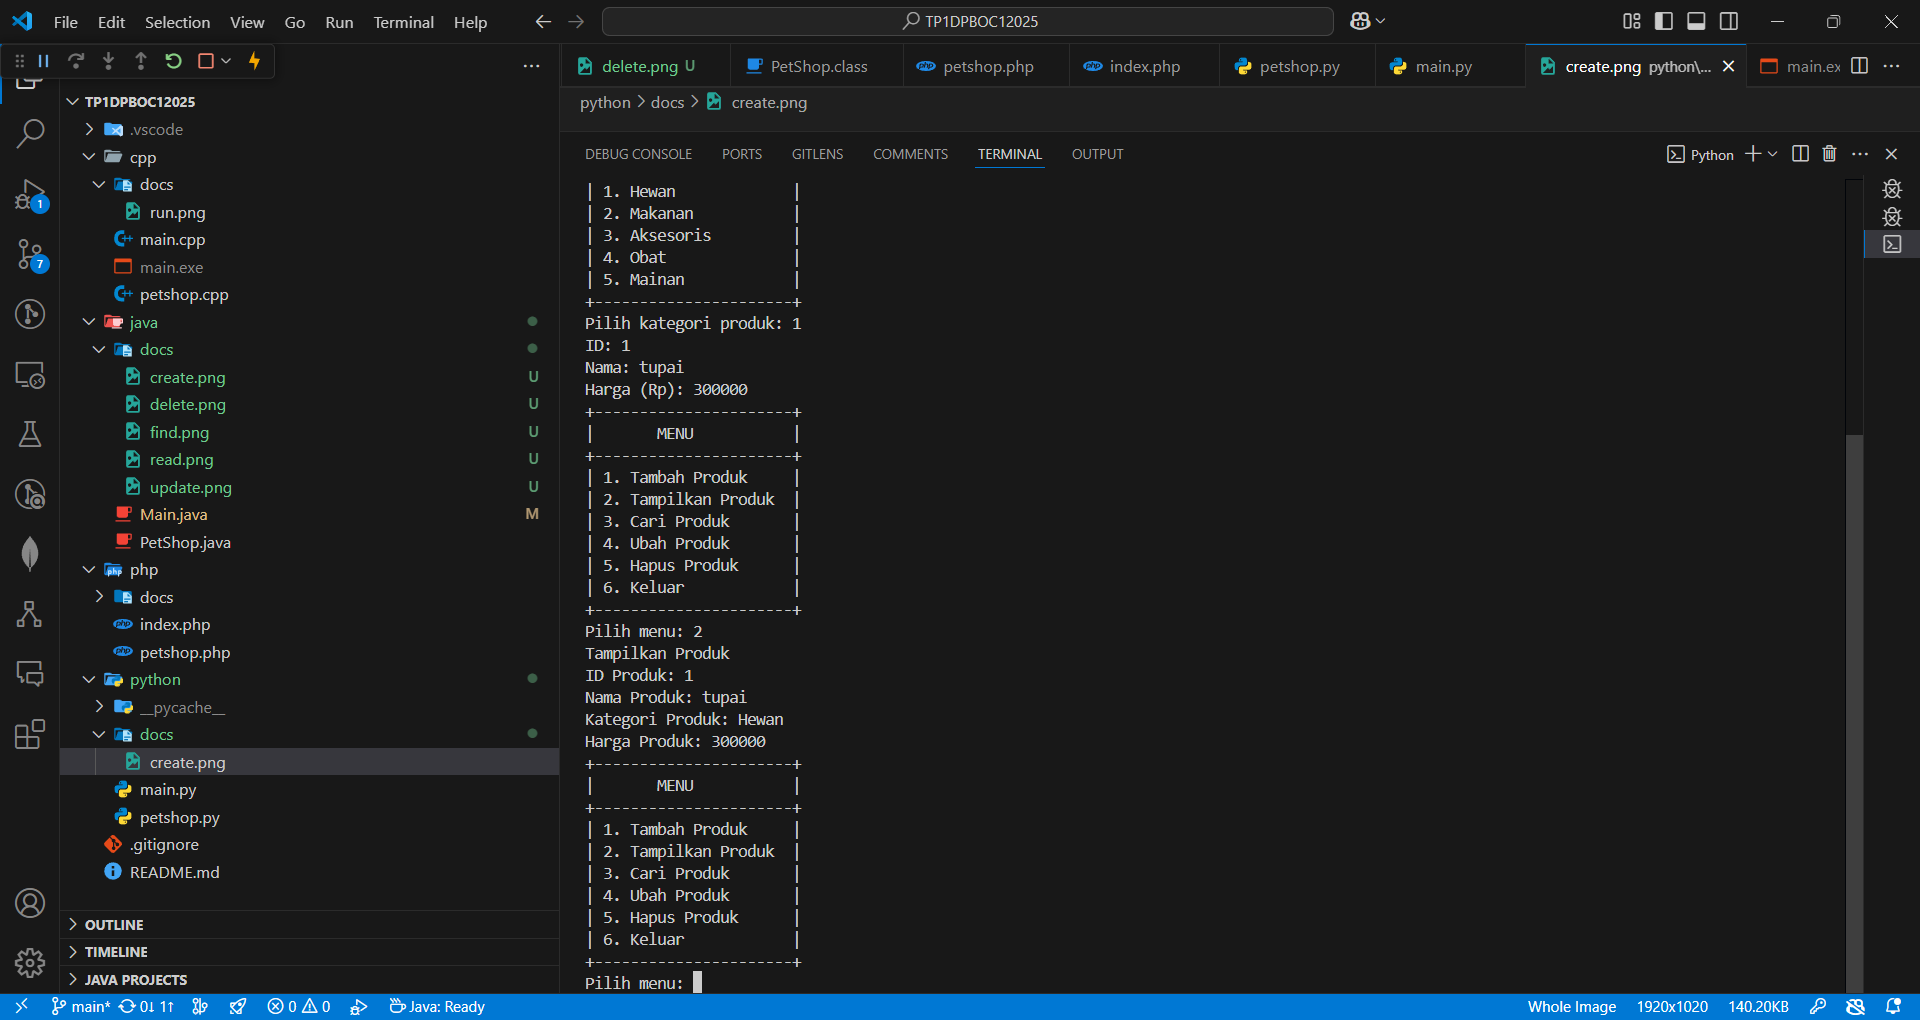 File Edit Selection View Go Run Terminal Help
TP1DPBOC12025
delete.png U
PetShop.class
petshop.php
index.php
petshop.py
main.py
create.png python\...
main.ex
TP1DPBOC12025
.vscode
cpp
docs
run.png
main.cpp
main.exe
petshop.cpp
java
docs
create.png U
delete.png U
find.png U
read.png U
update.png U
Main.java M
PetShop.java
php
docs
index.php
petshop.php
python
__pycache__
docs
create.png
main.py
petshop.py
.gitignore
README.md
OUTLINE
TIMELINE
JAVA PROJECTS
1
7
python > docs > create.png
DEBUG CONSOLE PORTS GITLENS COMMENTS TERMINAL OUTPUT
Python
| 1. Hewan             |
| 2. Makanan           |
| 3. Aksesoris         |
| 4. Obat              |
| 5. Mainan            |
+----------------------+
Pilih kategori produk: 1
ID: 1
Nama: tupai
Harga (Rp): 300000
+----------------------+
|       MENU           |
+----------------------+
| 1. Tambah Produk     |
| 2. Tampilkan Produk  |
| 3. Cari Produk       |
| 4. Ubah Produk       |
| 5. Hapus Produk      |
| 6. Keluar            |
+----------------------+
Pilih menu: 2
Tampilkan Produk
ID Produk: 1
Nama Produk: tupai
Kategori Produk: Hewan
Harga Produk: 300000
+----------------------+
|       MENU           |
+----------------------+
| 1. Tambah Produk     |
| 2. Tampilkan Produk  |
| 3. Cari Produk       |
| 4. Ubah Produk       |
| 5. Hapus Produk      |
| 6. Keluar            |
+----------------------+
Pilih menu:
main* 0↓ 1↑ 0 0 Java: Ready
Whole Image 1920x1020 140.20KB